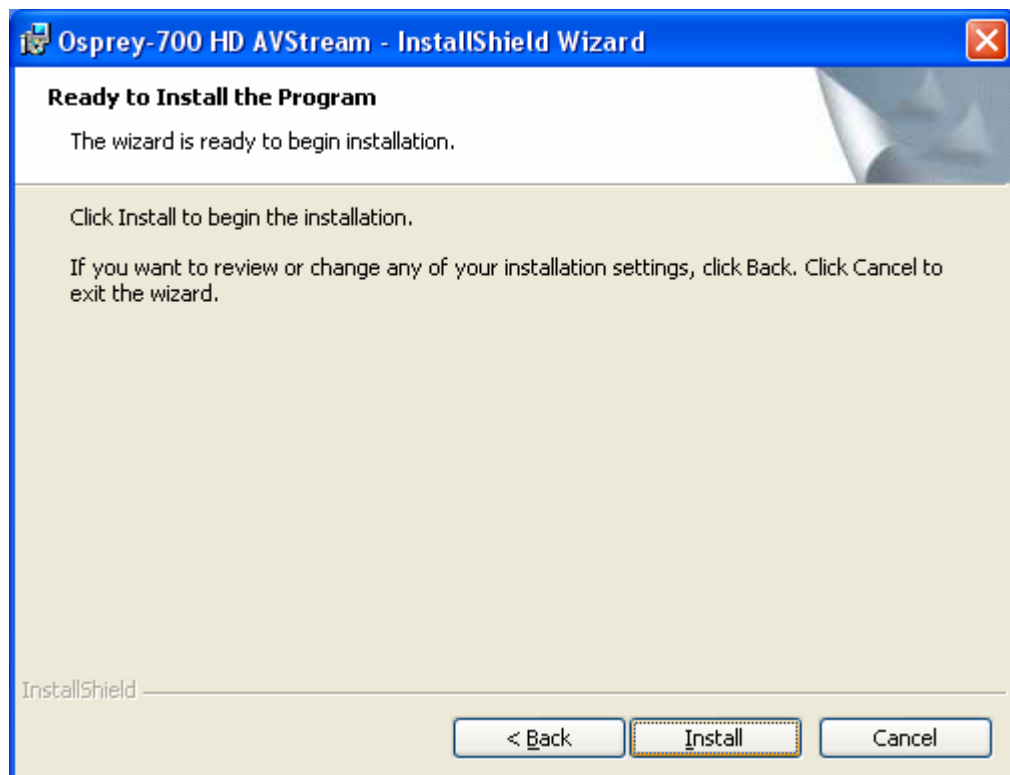 Osprey-700 HD AVStream - InstallShield Wizard
Ready to Install the Program
The wizard is ready to begin installation.
Click Install to begin the installation.
If you want to review or change any of your installation settings, click Back. Click Cancel to
exit the wizard.
InstallShield
< Back Install Cancel